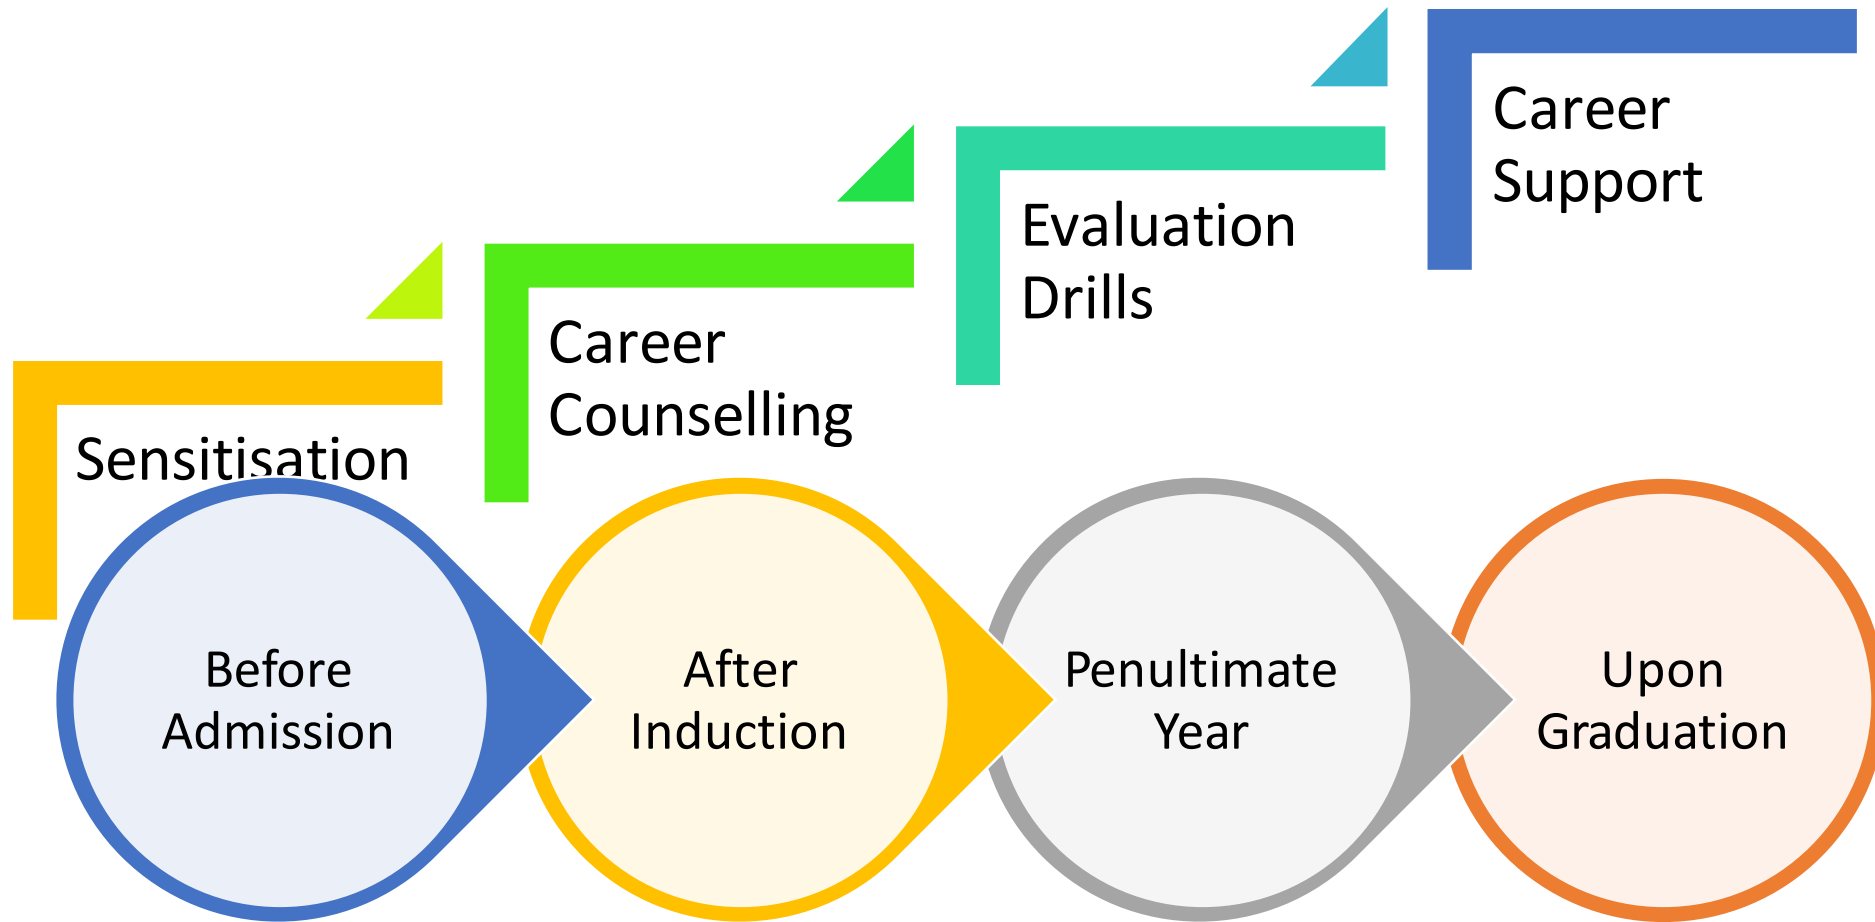 Career
Support
Evaluation
Drills
Career
Counselling
Sensitisation
Before
Admission
After
Induction
Penultimate
Year
Upon
Graduation